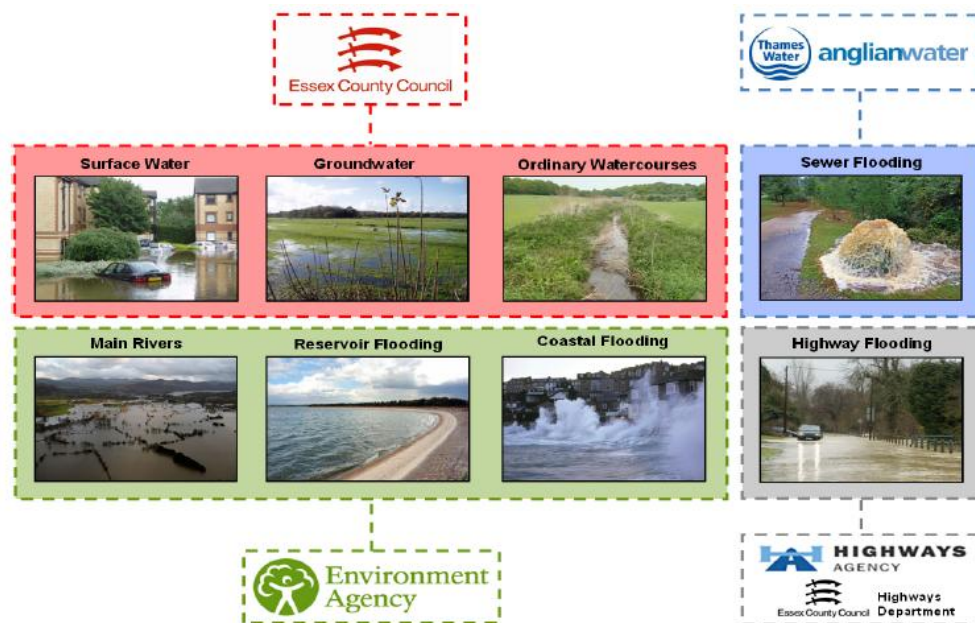 Essex County Council
Thames
Water
anglianwater
Surface Water
Groundwater
Ordinary Watercourses
Sewer Flooding
Main Rivers
Reservoir Flooding
Coastal Flooding
Highway Flooding
Environment
Agency
HIGHWAYS
AGENCY
Essex County Council
Highways
Department